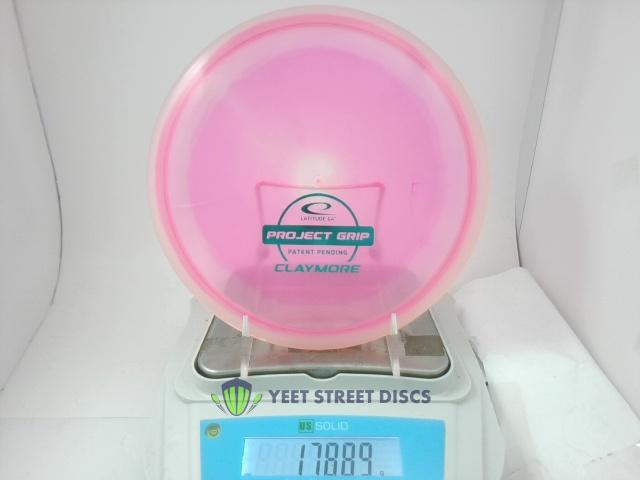 LATITUDE 64°
PROJECT GRIP
PATENT PENDING
CLAYMORE
YEET STREET DISCS
US SOLID
178.89 g